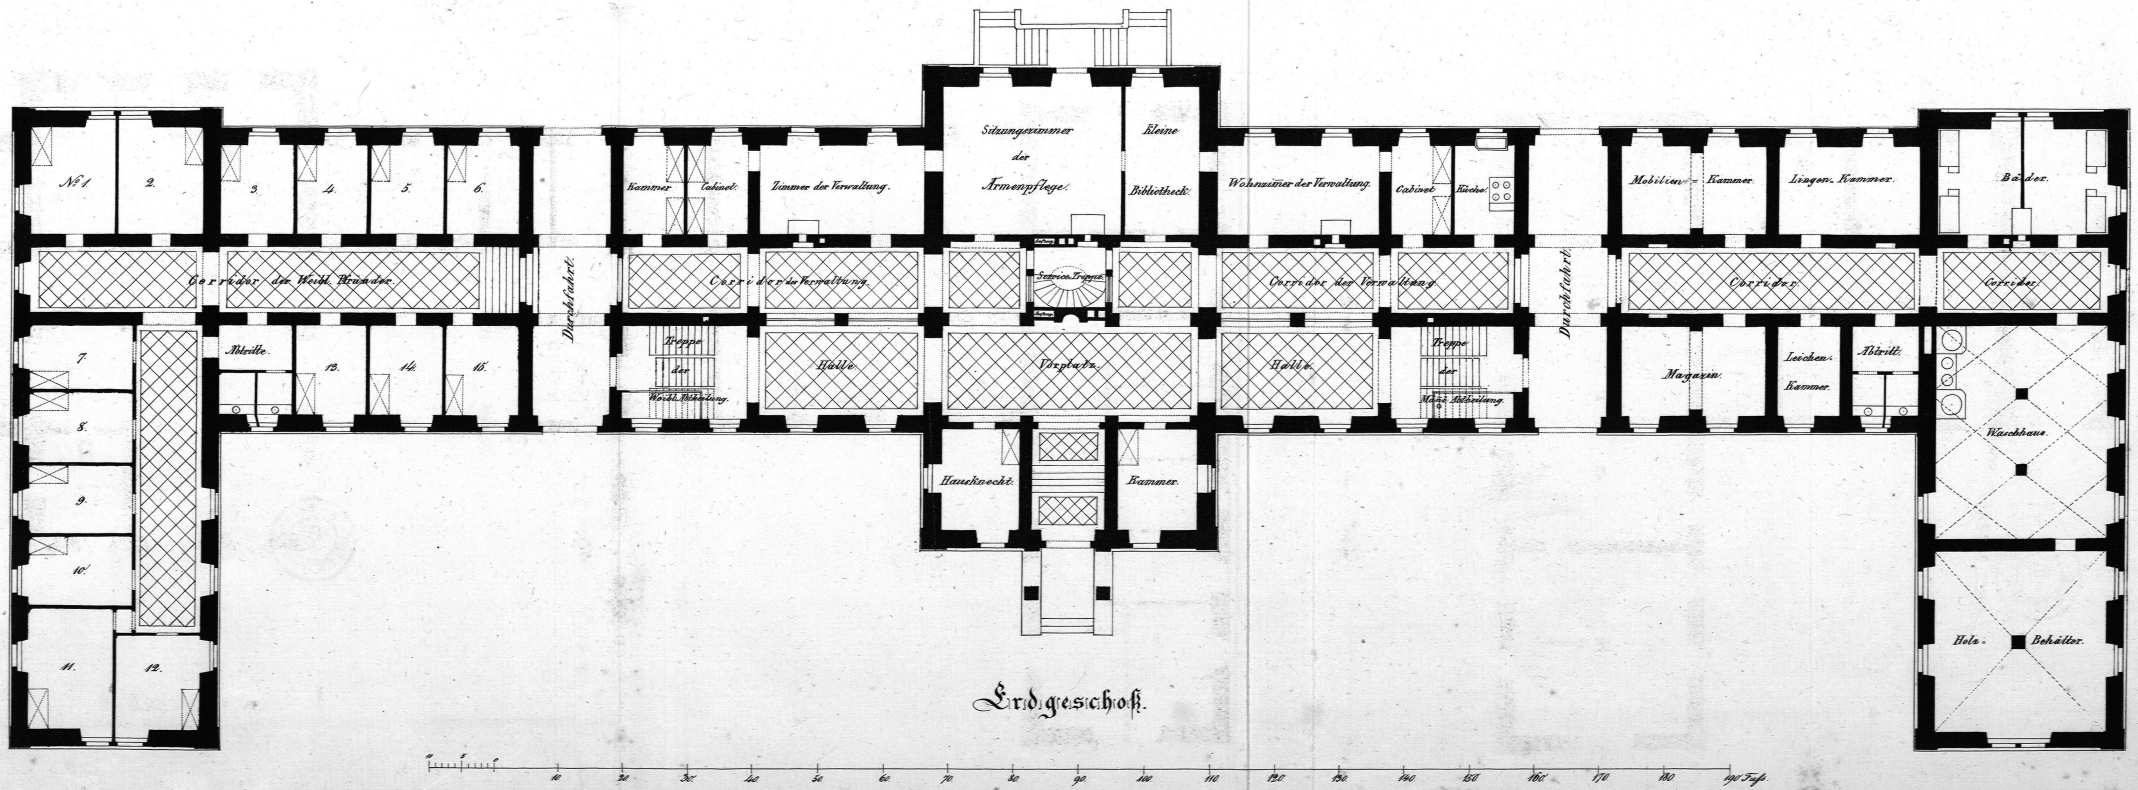 Sitzungszimmer
der
Armenpflege.
Kleine
Bibliotheck.
No. 1.
2.
3.
4.
5.
6.
Kammer
Cabinet.
Zimmer der Verwaltung.
Wohnzimer der Verwaltung.
Cabinet
Küche.
Mobilien = Kammer.
Lingen-Kammer.
Bäder.
Corridor der Weibl. Pfründer.
Durchfahrt.
Corridor der Verwaltung.
Service Treppe.
Corridor der Verwaltung
Durchfahrt.
Corridor
Corridor
7.
8.
9.
10.
11.
12.
Abtritte.
13.
14.
15.
Treppe
der
Weibl. Abtheilung.
Halle.
Vorplatz.
Halle.
Treppe
der
Abtheilung.
Magazin.
Leichen-
Kammer.
Abtritt.
Waschhaus.
Hausknecht.
Kammer.
Holz = Behälter.
Erdgeschoß.
10 5 0 10. 20. 30. 40. 50. 60. 70. 80. 90. 100. 110. 120. 130. 140. 150. 160. 170. 180. 190 Fuß.